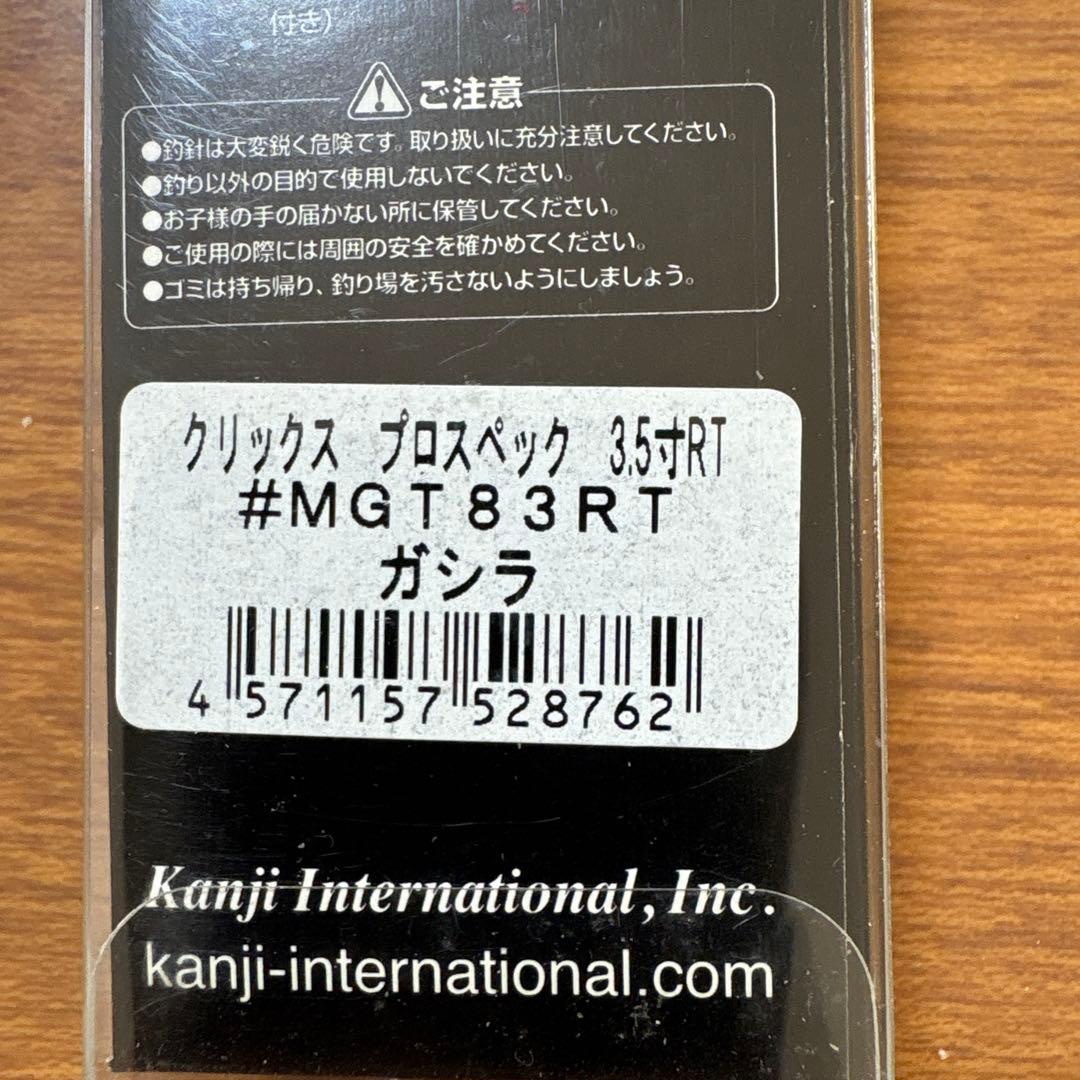 付き)
ご注意
●釣針は大変鋭く危険です。取り扱いに充分注意してください。
●釣り以外の目的で使用しないでください。
●お子様の手の届かない所に保管してください。
●ご使用の際には周囲の安全を確かめてください。
●ゴミは持ち帰り、釣り場を汚さないようにしましょう。
クリックス プロスペック 3.5寸RT
#MGT83RT
ガシラ
4 571157 528762
Kanji International, Inc.
kanji-international.com